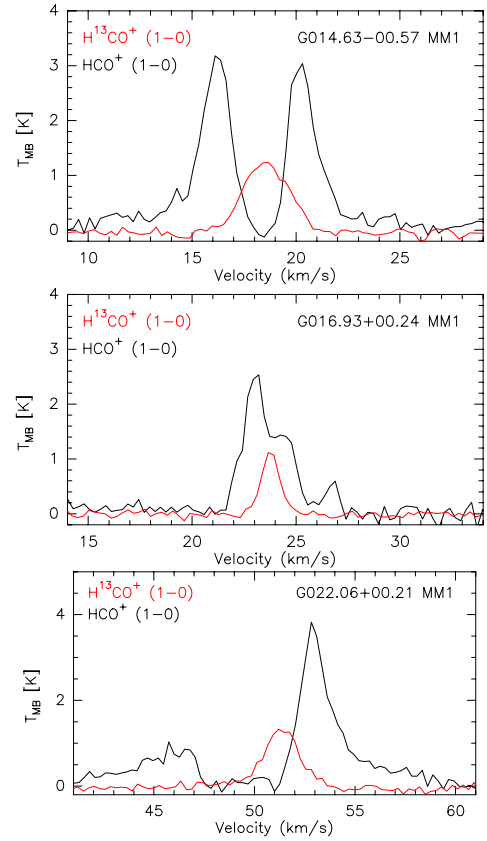 4
H¹³CO⁺ (1−0) G014.63−00.57 MM1
HCO⁺ (1−0)
3
T_MB [K]
2
1
0
10 15 20 25
Velocity (km/s)
4
H¹³CO⁺ (1−0) G016.93+00.24 MM1
HCO⁺ (1−0)
3
T_MB [K]
2
1
0
15 20 25 30
Velocity (km/s)
H¹³CO⁺ (1−0) G022.06+00.21 MM1
HCO⁺ (1−0)
4
T_MB [K]
2
0
45 50 55 60
Velocity (km/s)